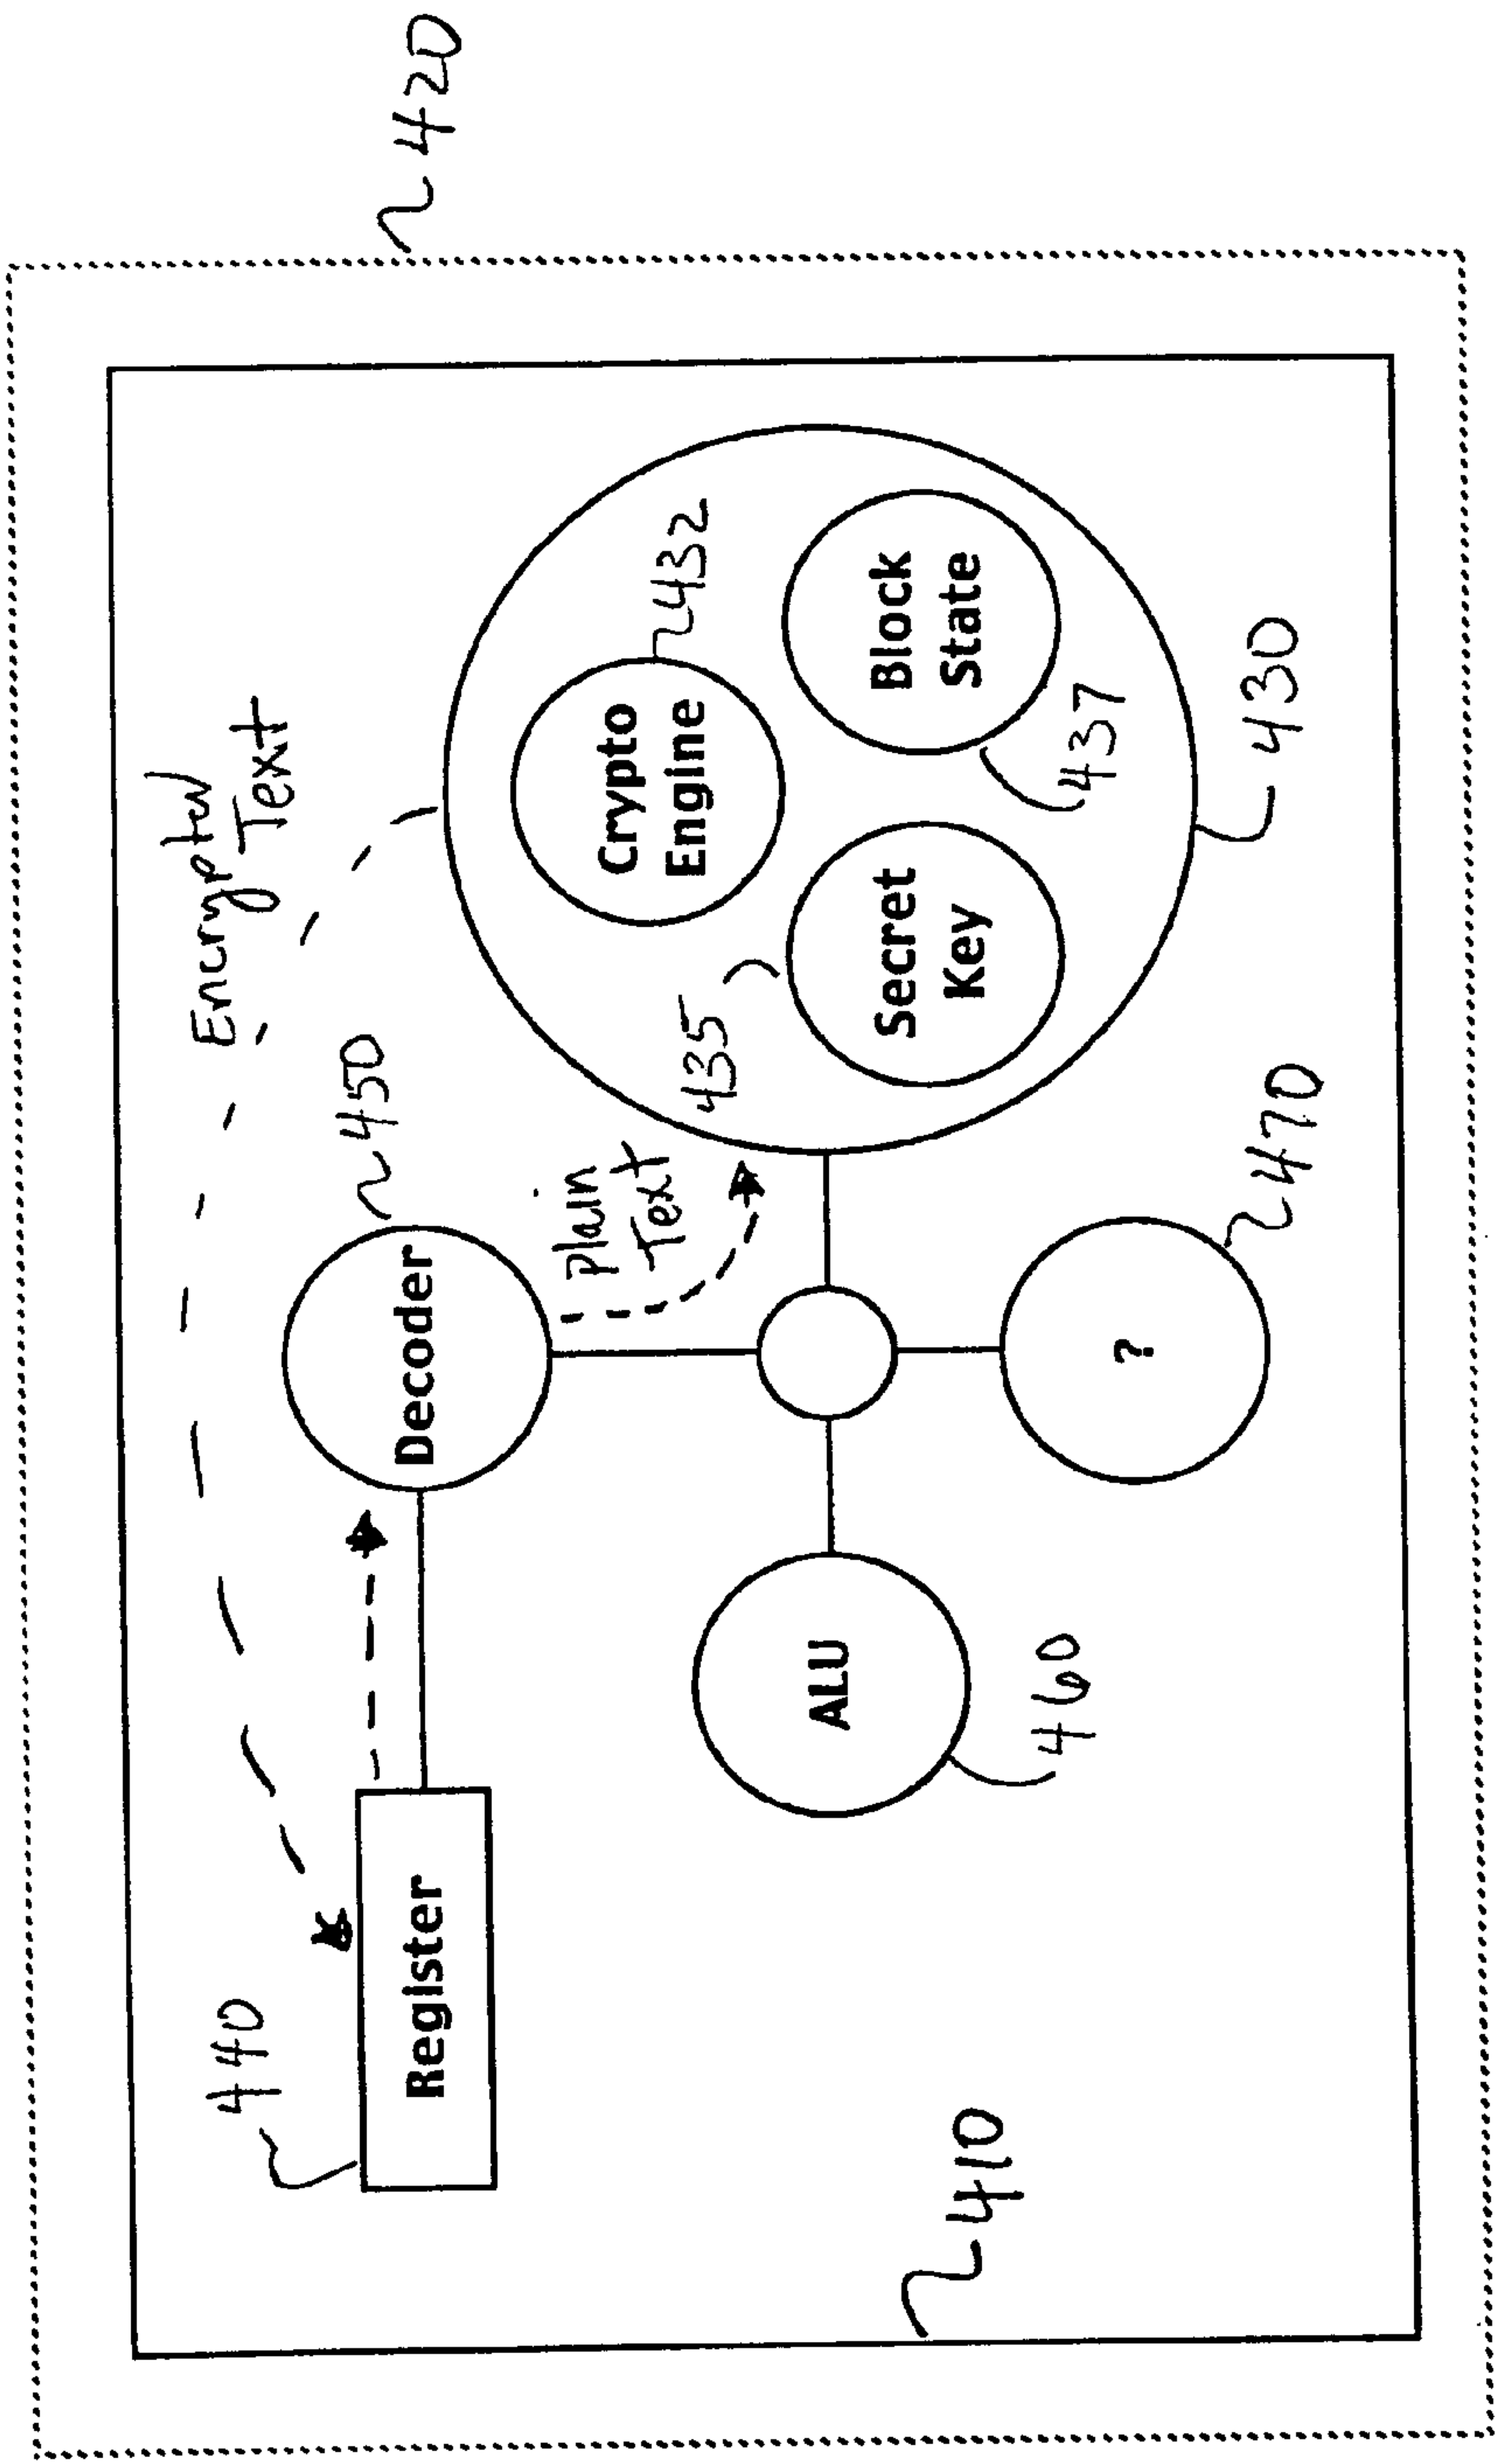 Encrypted
Text
440
450
420
Register
Decoder
plain
Text
Crypto
Engine
432
435
ALU
Secret
Key
Block
State
410
460
437
?
470
430